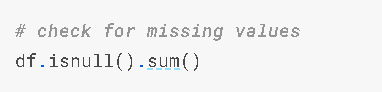 # check for missing values
df.isnull().sum()